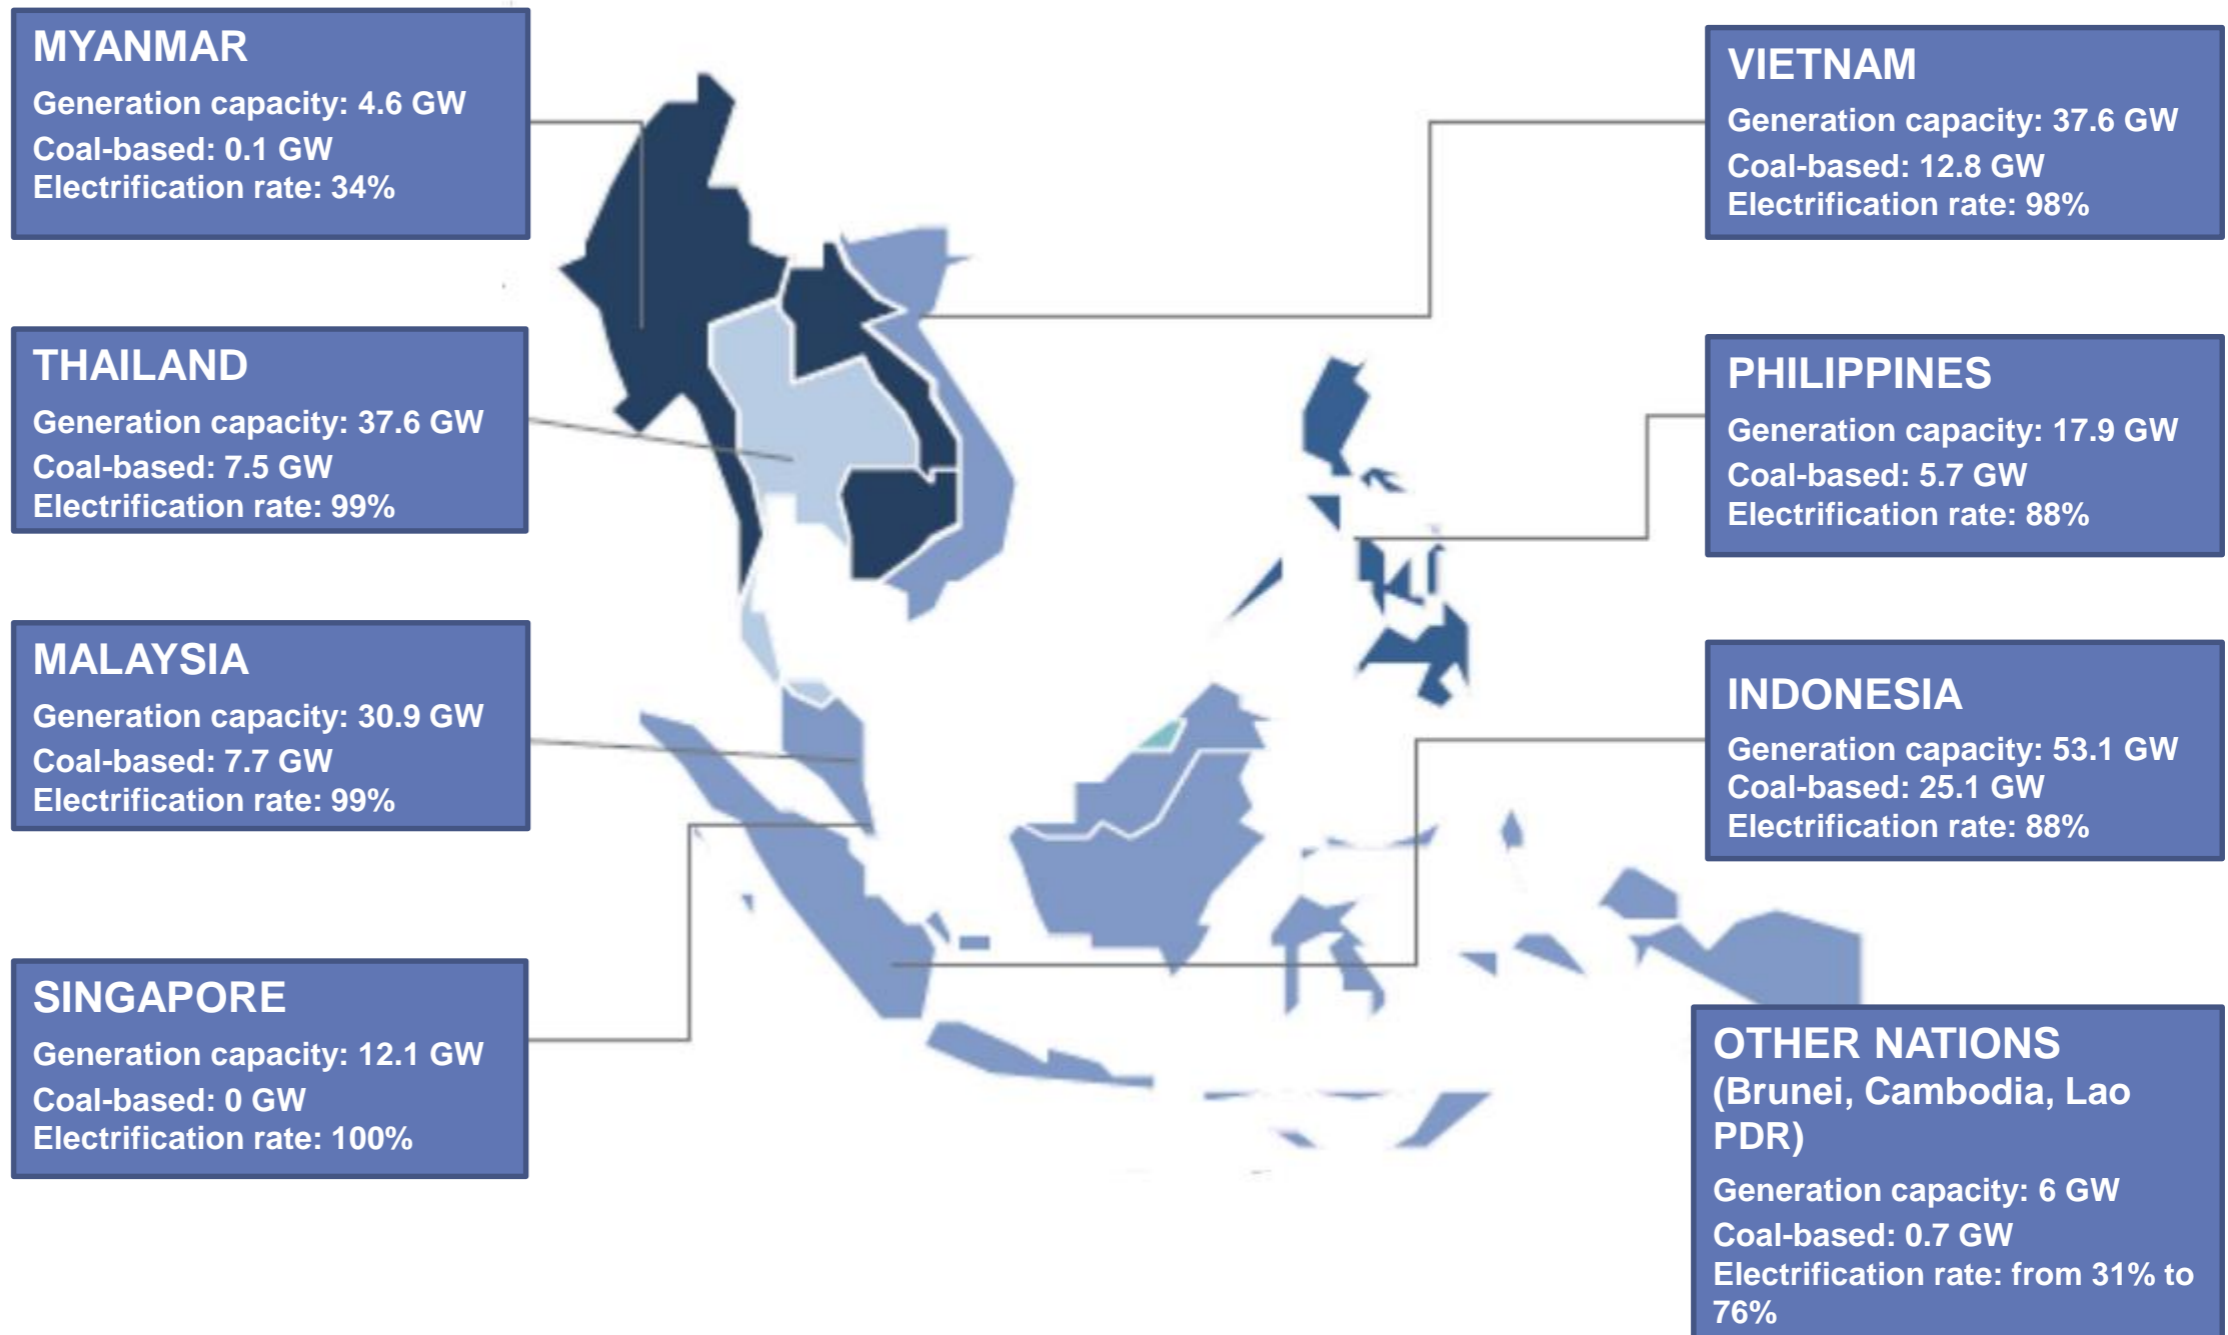 MYANMAR
Generation capacity: 4.6 GW
Coal-based: 0.1 GW
Electrification rate: 34%
THAILAND
Generation capacity: 37.6 GW
Coal-based: 7.5 GW
Electrification rate: 99%
MALAYSIA
Generation capacity: 30.9 GW
Coal-based: 7.7 GW
Electrification rate: 99%
SINGAPORE
Generation capacity: 12.1 GW
Coal-based: 0 GW
Electrification rate: 100%
VIETNAM
Generation capacity: 37.6 GW
Coal-based: 12.8 GW
Electrification rate: 98%
PHILIPPINES
Generation capacity: 17.9 GW
Coal-based: 5.7 GW
Electrification rate: 88%
INDONESIA
Generation capacity: 53.1 GW
Coal-based: 25.1 GW
Electrification rate: 88%
OTHER NATIONS
(Brunei, Cambodia, Lao
PDR)
Generation capacity: 6 GW
Coal-based: 0.7 GW
Electrification rate: from 31% to
76%